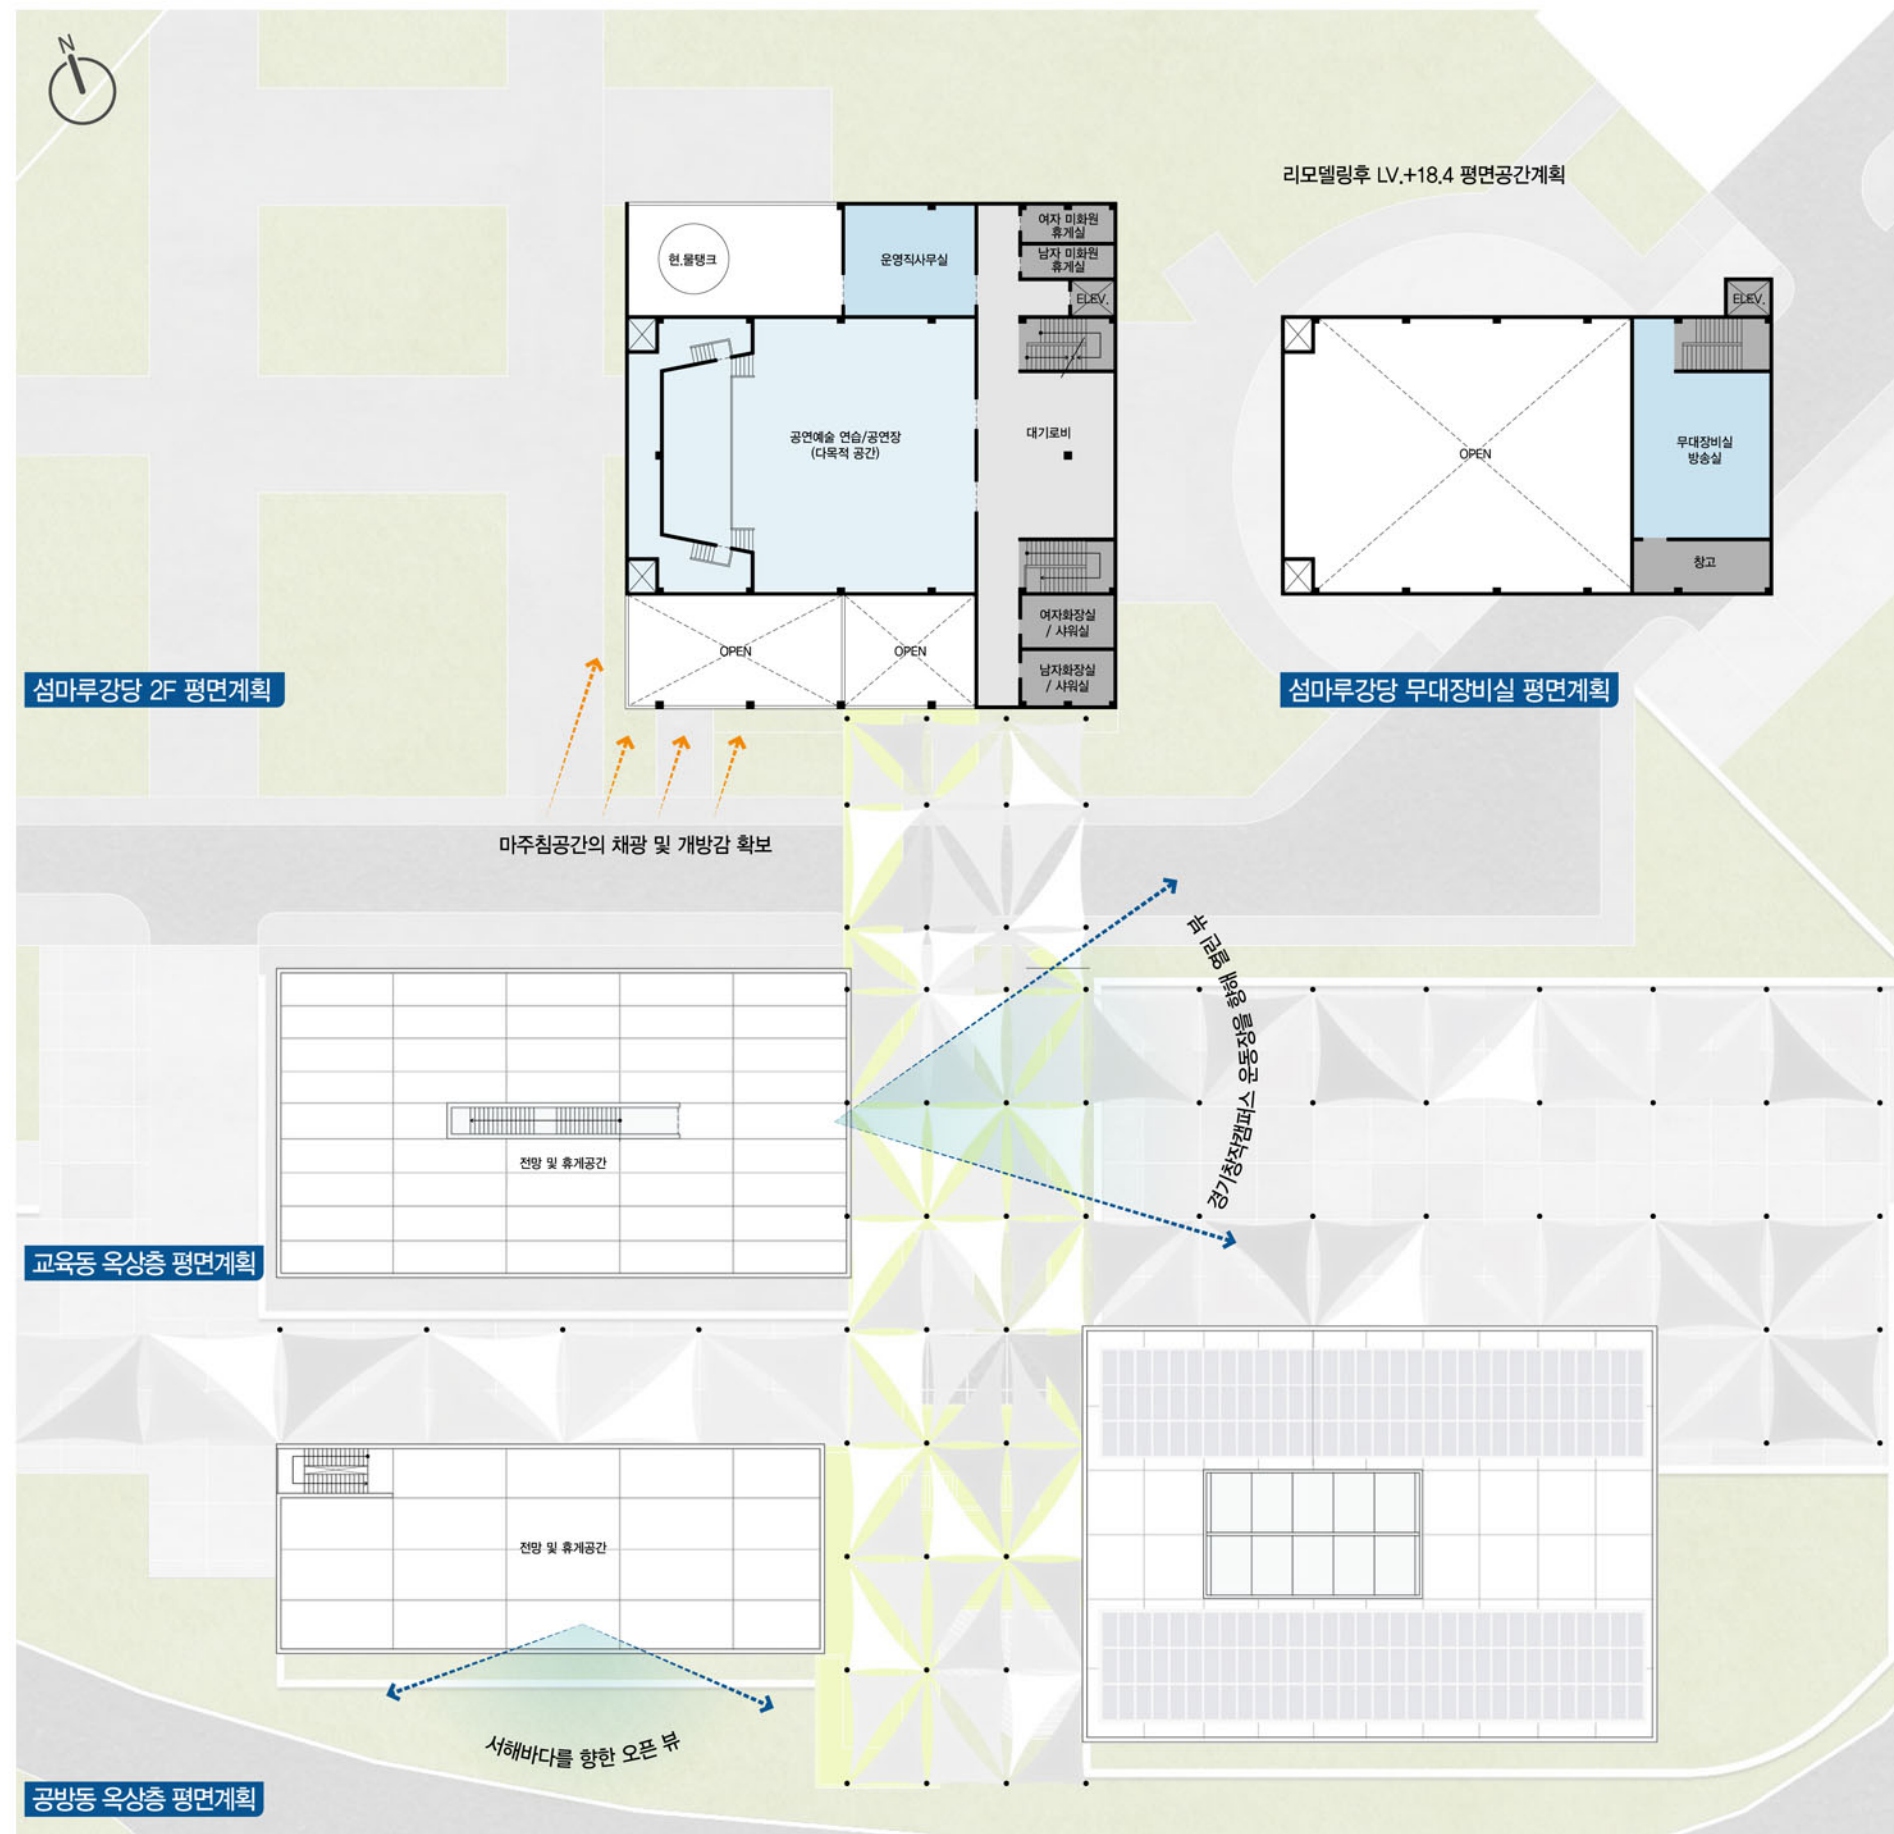 N
리모델링후 LV.+18.4 평면공간계획
현.물탱크
운영직사무실
여자 미화원
휴게실
남자 미화원
휴게실
ELEV.
공연예술 연습/공연장
(다목적 공간)
대기로비
OPEN
OPEN
여자화장실
/ 샤워실
남자화장실
/ 샤워실
ELEV.
OPEN
무대장비실
방송실
창고
섬마루강당 2F 평면계획
섬마루강당 무대장비실 평면계획
마주침공간의 채광 및 개방감 확보
경기창작캠퍼스 운동장을 향해 열린 뷰
전망 및 휴게공간
교육동 옥상층 평면계획
전망 및 휴게공간
서해바다를 향한 오픈 뷰
공방동 옥상층 평면계획